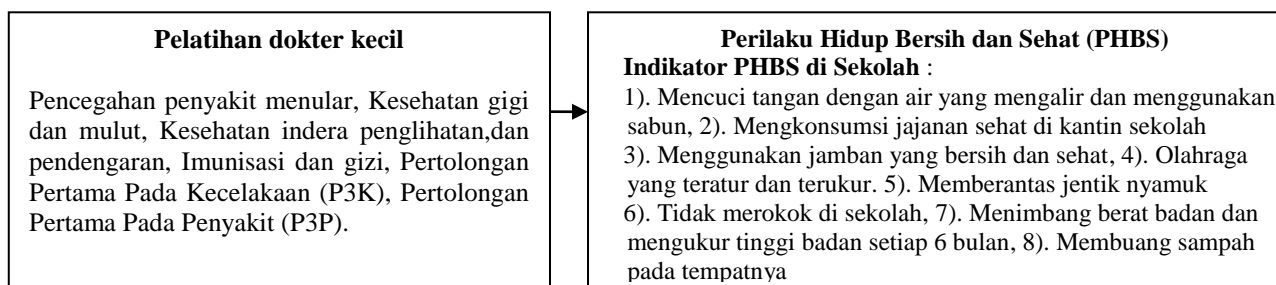 Pelatihan dokter kecil
Pencegahan penyakit menular, Kesehatan gigi
dan mulut, Kesehatan indera penglihatan,dan
pendengaran, Imunisasi dan gizi, Pertolongan
Pertama Pada Kecelakaan (P3K), Pertolongan
Pertama Pada Penyakit (P3P).
Perilaku Hidup Bersih dan Sehat (PHBS)
Indikator PHBS di Sekolah :
1). Mencuci tangan dengan air yang mengalir dan menggunakan
sabun, 2). Mengkonsumsi jajanan sehat di kantin sekolah
3). Menggunakan jamban yang bersih dan sehat, 4). Olahraga
yang teratur dan terukur. 5). Memberantas jentik nyamuk
6). Tidak merokok di sekolah, 7). Menimbang berat badan dan
mengukur tinggi badan setiap 6 bulan, 8). Membuang sampah
pada tempatnya